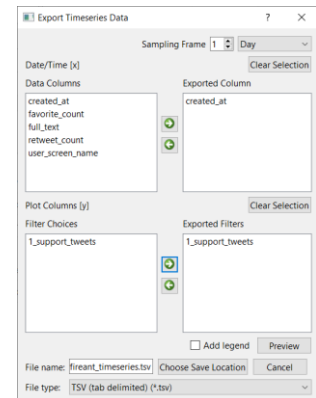 Export Timeseries Data ? ×
Sampling Frame 1 Day
Date/Time [x] Clear Selection
Data Columns Exported Column
created_at created_at
favorite_count
full_text
retweet_count
user_screen_name
Plot Columns [y] Clear Selection
Filter Choices Exported Filters
1_support_tweets 1_support_tweets
Add legend Preview
File name: fireant_timeseries.tsv Choose Save Location Cancel
File type: TSV (tab delimited) (*.tsv)